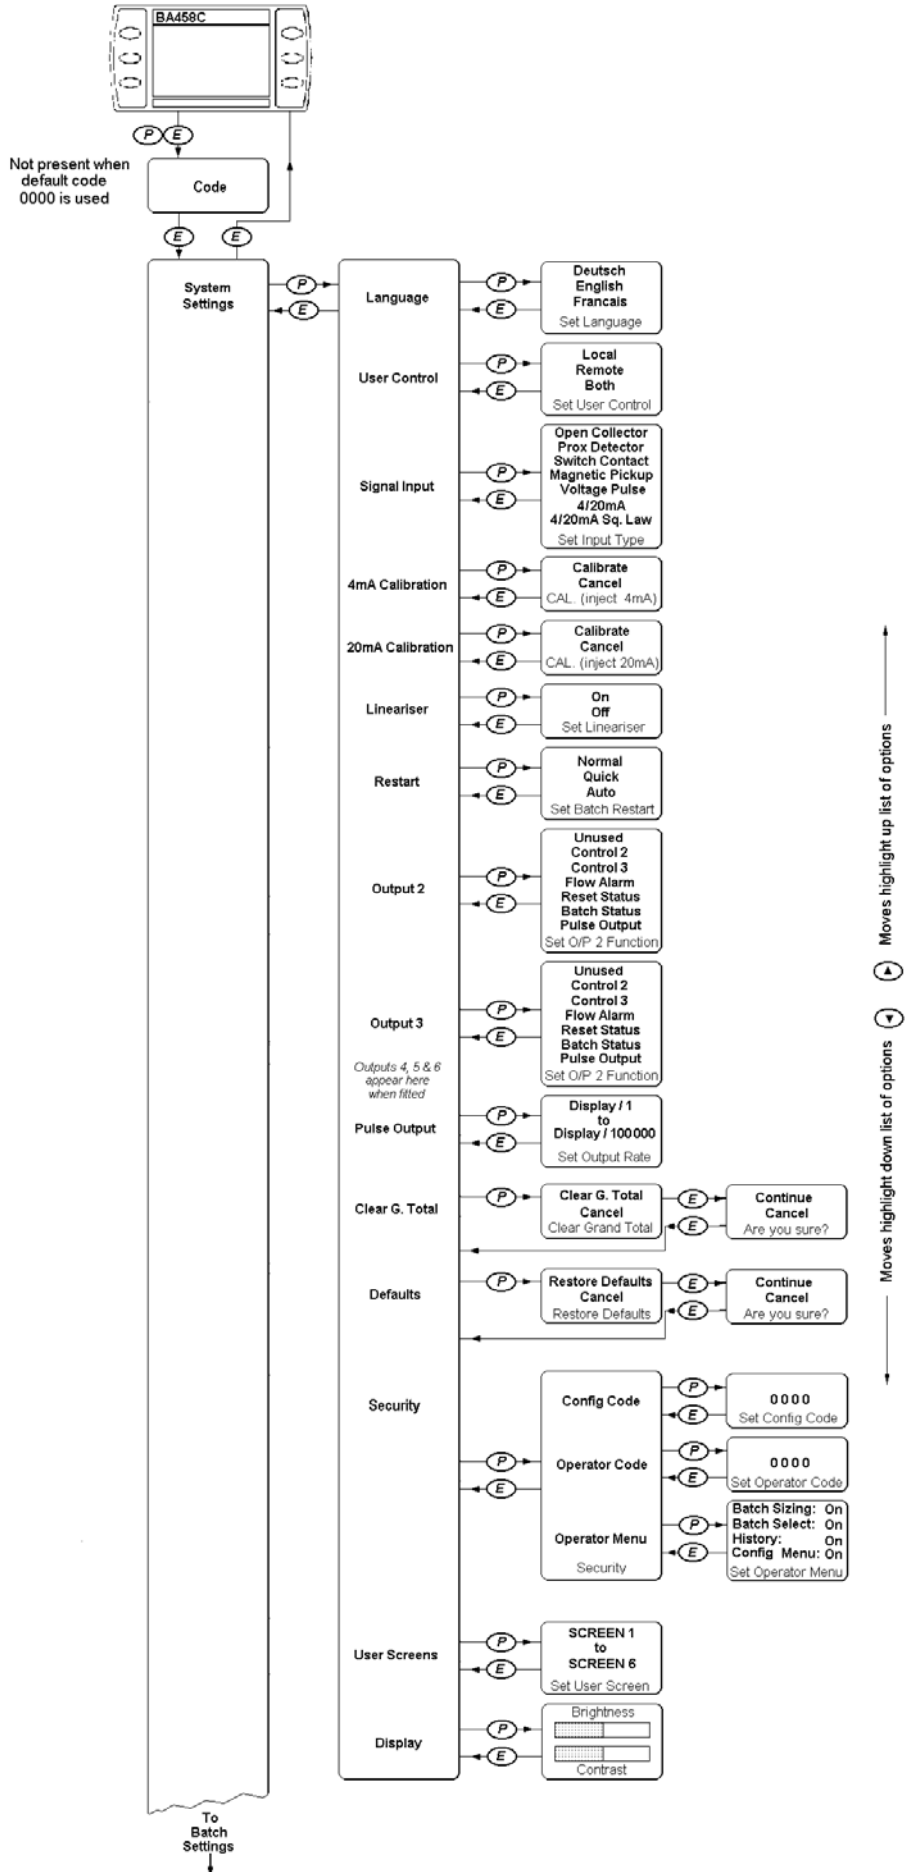 BA458C
P E
Not present when
default code
0000 is used
Code
E E
System
Settings
P
E
Language
P
E
Deutsch
English
Francais
Set Language
User Control
P
E
Local
Remote
Both
Set User Control
Signal Input
P
E
Open Collector
Prox Detector
Switch Contact
Magnetic Pickup
Voltage Pulse
4/20mA
4/20mA Sq. Law
Set Input Type
4mA Calibration
P
E
Calibrate
Cancel
CAL. (inject 4mA)
20mA Calibration
P
E
Calibrate
Cancel
CAL. (inject 20mA)
Lineariser
P
E
On
Off
Set Lineariser
Restart
P
E
Normal
Quick
Auto
Set Batch Restart
Output 2
P
E
Unused
Control 2
Control 3
Flow Alarm
Reset Status
Batch Status
Pulse Output
Set O/P 2 Function
Output 3
P
E
Unused
Control 2
Control 3
Flow Alarm
Reset Status
Batch Status
Pulse Output
Set O/P 2 Function
Outputs 4, 5 & 6
appear here
when fitted
Pulse Output
P
E
Display / 1
to
Display / 100000
Set Output Rate
Clear G. Total
P
Clear G. Total
Cancel
Clear Grand Total
E
E
Continue
Cancel
Are you sure?
Defaults
P
Restore Defaults
Cancel
Restore Defaults
E
E
Continue
Cancel
Are you sure?
Security
P
E
Config Code
P
E
0000
Set Config Code
Operator Code
P
E
0000
Set Operator Code
Operator Menu
Security
P
E
Batch Sizing: On
Batch Select: On
History: On
Config Menu: On
Set Operator Menu
User Screens
P
E
SCREEN 1
to
SCREEN 6
Set User Screen
Display
P
E
Brightness
Contrast
To
Batch
Settings
Moves highlight up list of options
Moves highlight down list of options